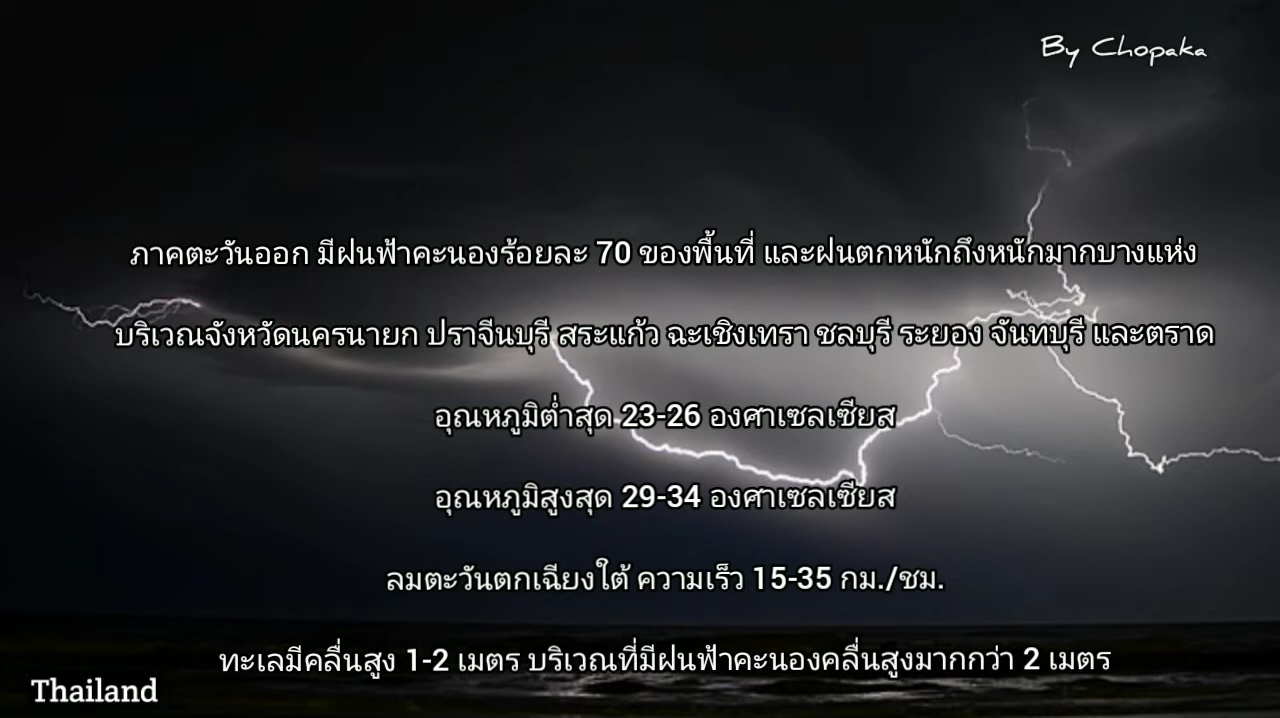 By Chopaka
ภาคตะวันออก มีฝนฟ้าคะนองร้อยละ 70 ของพื้นที่ และฝนตกหนักถึงหนักมากบางแห่ง
บริเวณจังหวัดนครนายก ปราจีนบุรี สระแก้ว ฉะเชิงเทรา ชลบุรี ระยอง จันทบุรี และตราด
อุณหภูมิต่ำสุด 23-26 องศาเซลเซียส
อุณหภูมิสูงสุด 29-34 องศาเซลเซียส
ลมตะวันตกเฉียงใต้ ความเร็ว 15-35 กม./ชม.
ทะเลมีคลื่นสูง 1-2 เมตร บริเวณที่มีฝนฟ้าคะนองคลื่นสูงมากกว่า 2 เมตร
Thailand